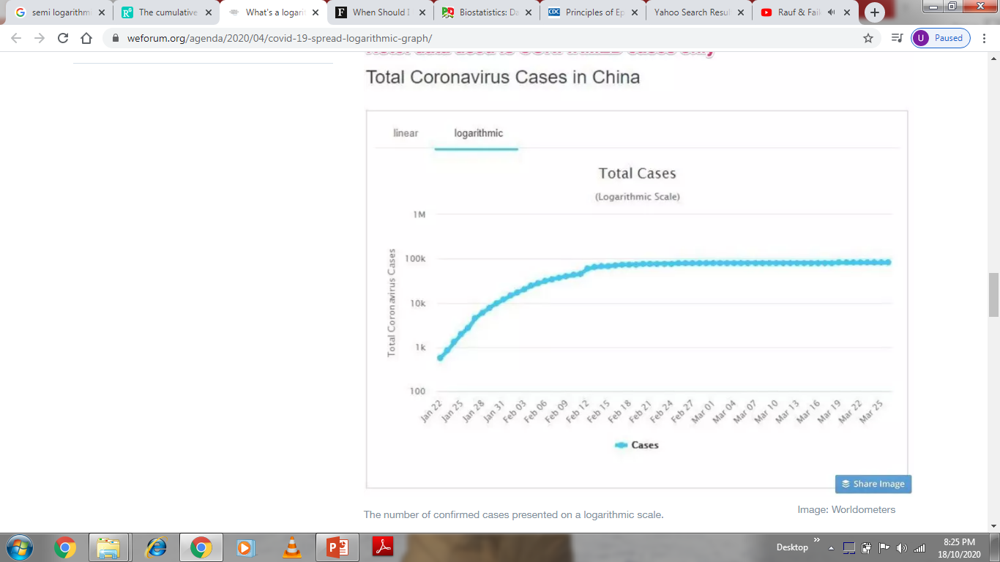 semi logarithm
The cumulative
What's a logari
When Should I
Biostatistics: Da
CDC
Principles of Ep
Yahoo Search Resul
Rauf & Faik
weforum.org/agenda/2020/04/covid-19-spread-logarithmic-graph/
U
Paused
Total Coronavirus Cases in China
linear
logarithmic
Total Cases
(Logarithmic Scale)
Total Coronavirus Cases
1M
100k
10k
1k
100
Jan 22
Jan 25
Jan 28
Jan 31
Feb 03
Feb 06
Feb 09
Feb 12
Feb 15
Feb 18
Feb 21
Feb 24
Feb 27
Mar 01
Mar 04
Mar 07
Mar 10
Mar 13
Mar 16
Mar 19
Mar 22
Mar 25
Cases
Share Image
The number of confirmed cases presented on a logarithmic scale.
Image: Worldometers
Desktop
8:25 PM
18/10/2020